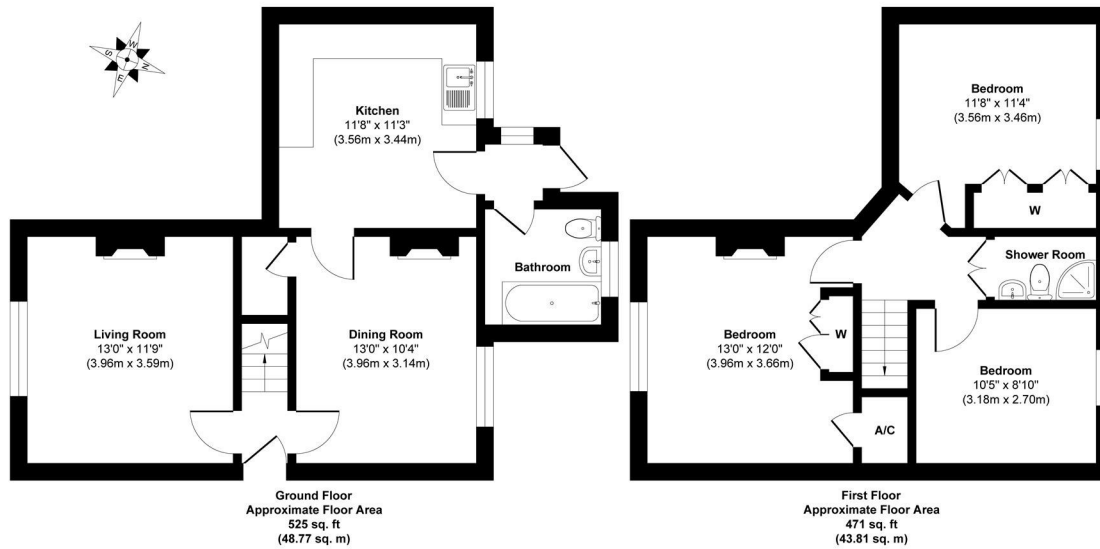 W
S
N
E
Kitchen
11'8" x 11'3"
(3.56m x 3.44m)
Bathroom
Living Room
13'0" x 11'9"
(3.96m x 3.59m)
Dining Room
13'0" x 10'4"
(3.96m x 3.14m)
Ground Floor
Approximate Floor Area
525 sq. ft
(48.77 sq. m)
Bedroom
11'8" x 11'4"
(3.56m x 3.46m)
W
Shower Room
Bedroom
13'0" x 12'0"
(3.96m x 3.66m)
W
Bedroom
10'5" x 8'10"
(3.18m x 2.70m)
A/C
First Floor
Approximate Floor Area
471 sq. ft
(43.81 sq. m)